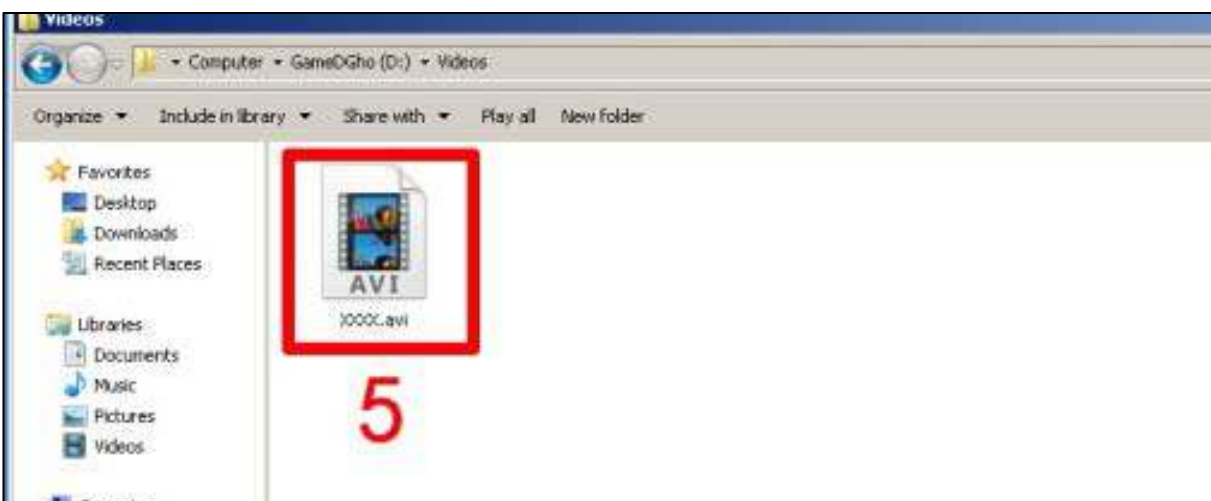 Videos
Computer GameDGho (D:) Videos
Organize Include in library Share with Play all New folder
Favorites
Desktop
Downloads
Recent Places
Libraries
Documents
Music
Pictures
Videos
AVI
XXXX.avi
5